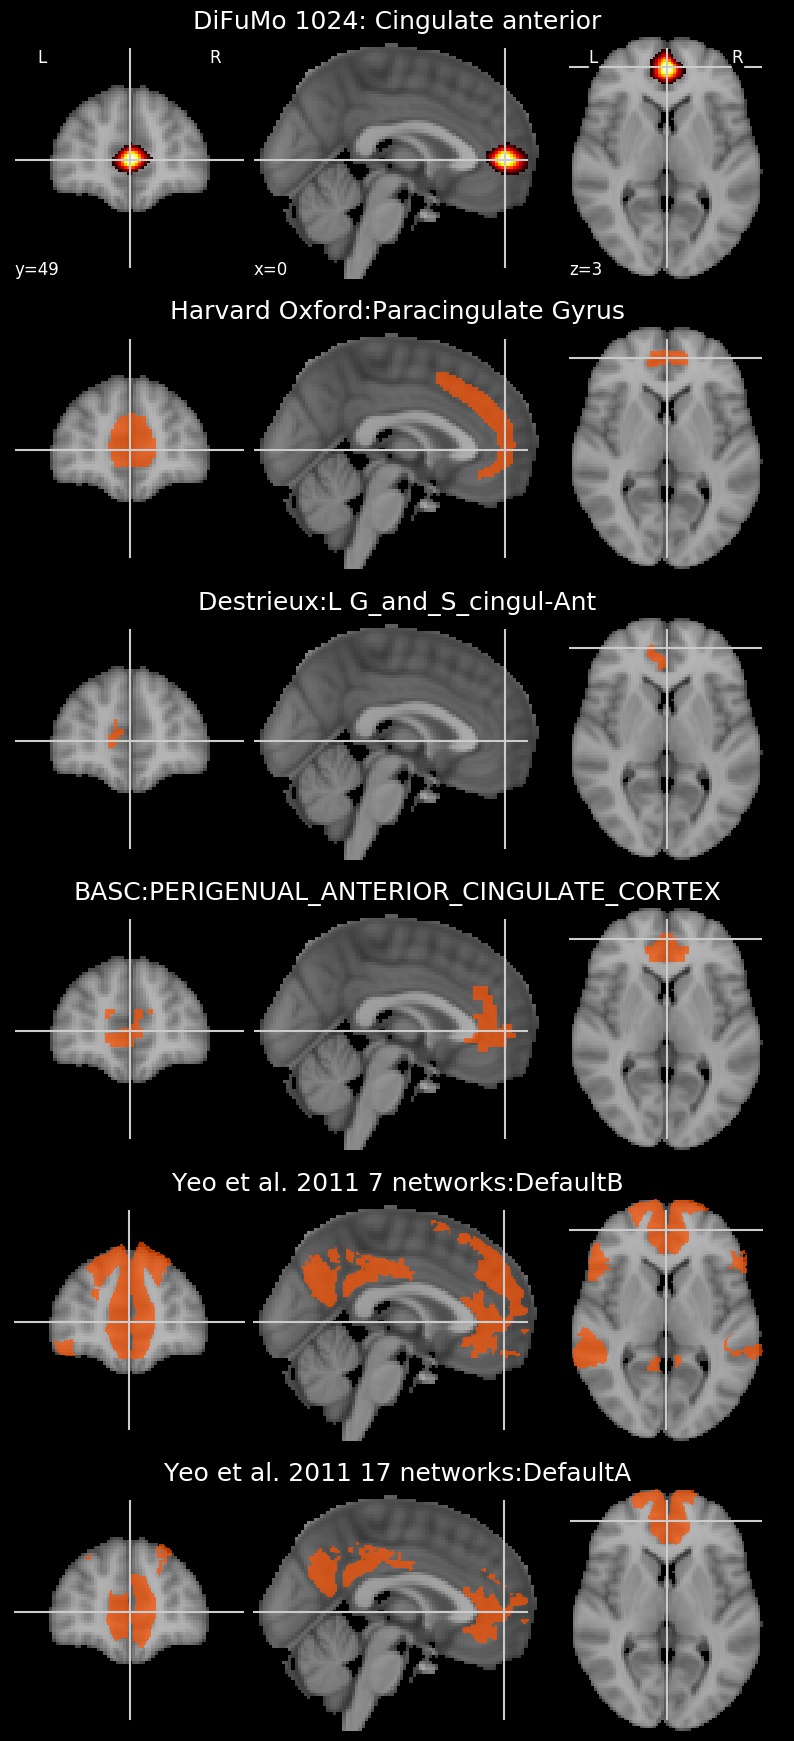 DiFuMo 1024: Cingulate anterior
L R L R
y=49 x=0 z=3
Harvard Oxford:Paracingulate Gyrus
Destrieux:L G_and_S_cingul-Ant
BASC:PERIGENUAL_ANTERIOR_CINGULATE_CORTEX
Yeo et al. 2011 7 networks:DefaultB
Yeo et al. 2011 17 networks:DefaultA